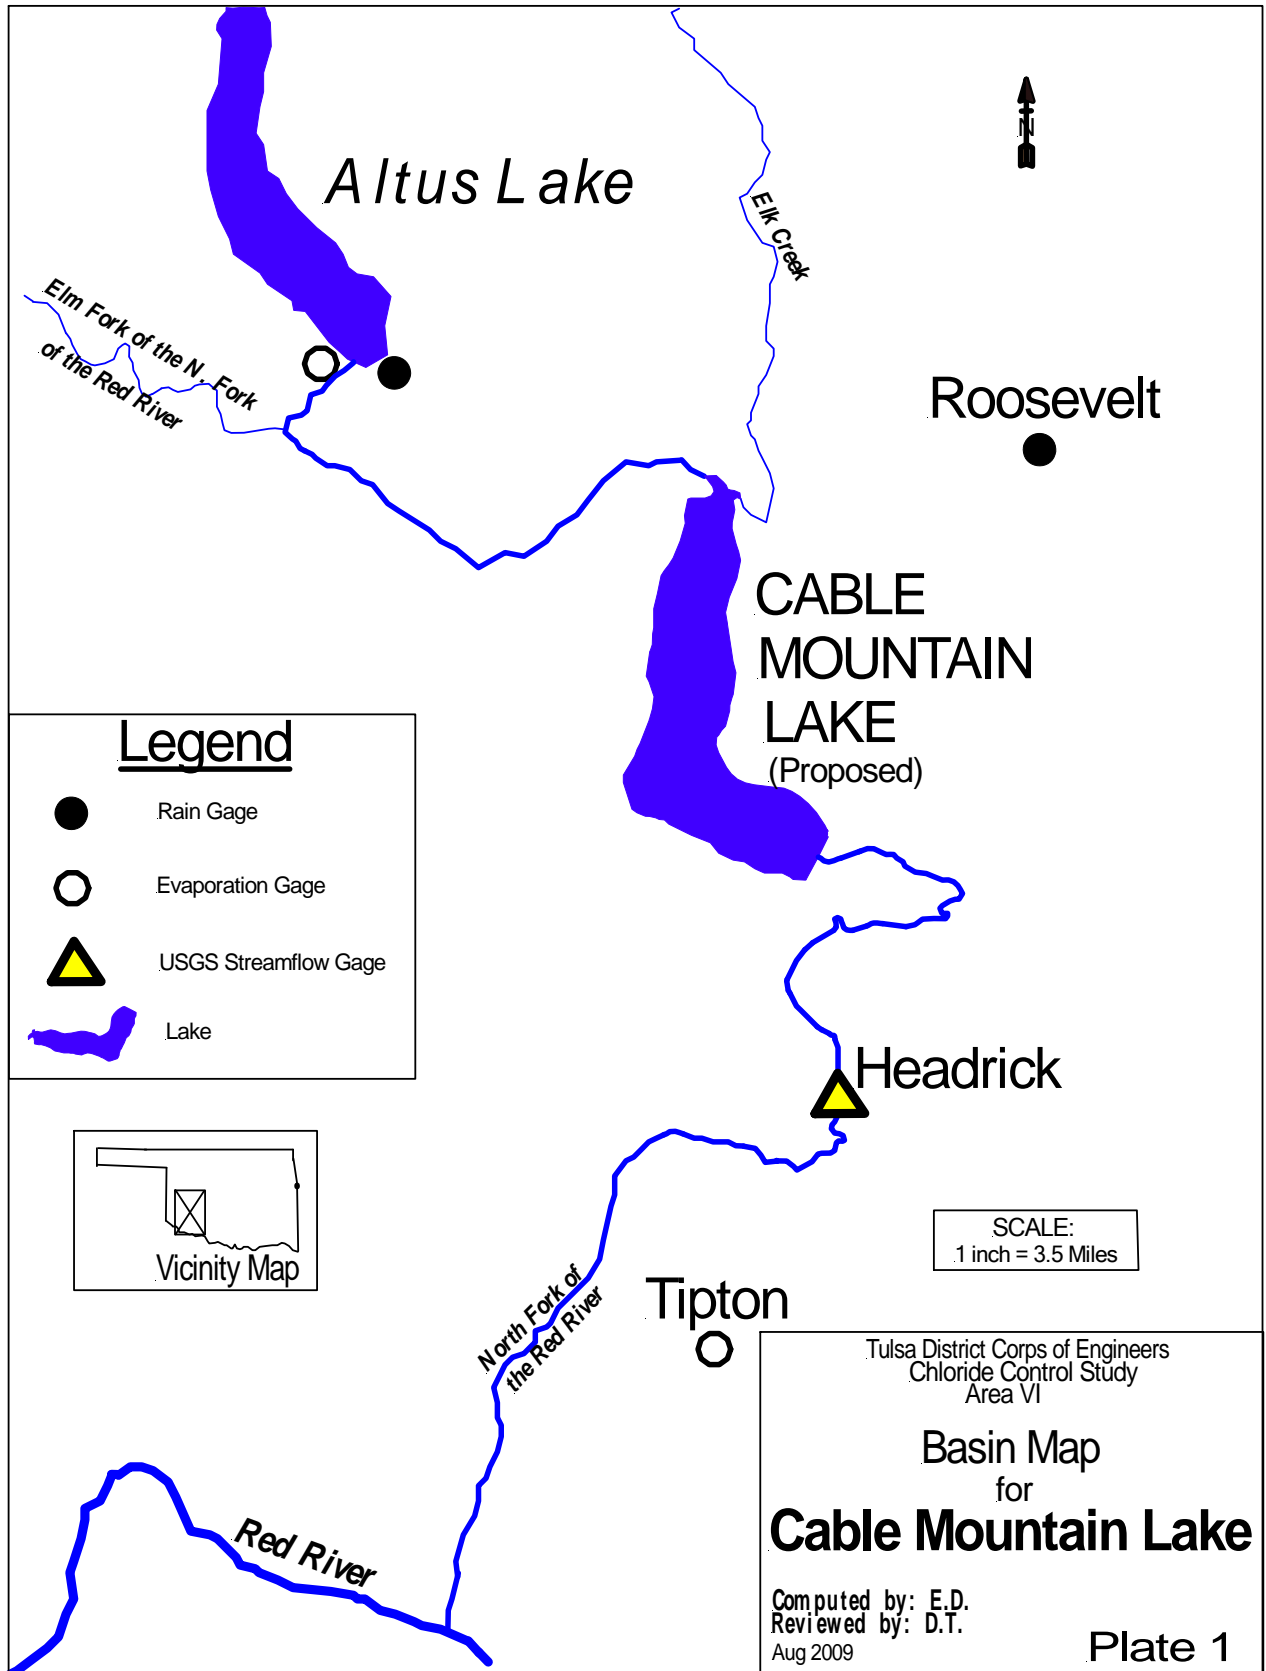 Altus Lake
N
Elk Creek
Elm Fork of the N. Fork
of the Red River
Roosevelt
CABLE
MOUNTAIN
LAKE
(Proposed)
Legend
Rain Gage
Evaporation Gage
USGS Streamflow Gage
Lake
Headrick
Vicinity Map
SCALE:
1 inch = 3.5 Miles
North Fork of
the Red River
Tipton
Red River
Tulsa District Corps of Engineers
Chloride Control Study
Area VI
Basin Map
for
Cable Mountain Lake
Computed by: E.D.
Reviewed by: D.T.
Aug 2009
Plate 1